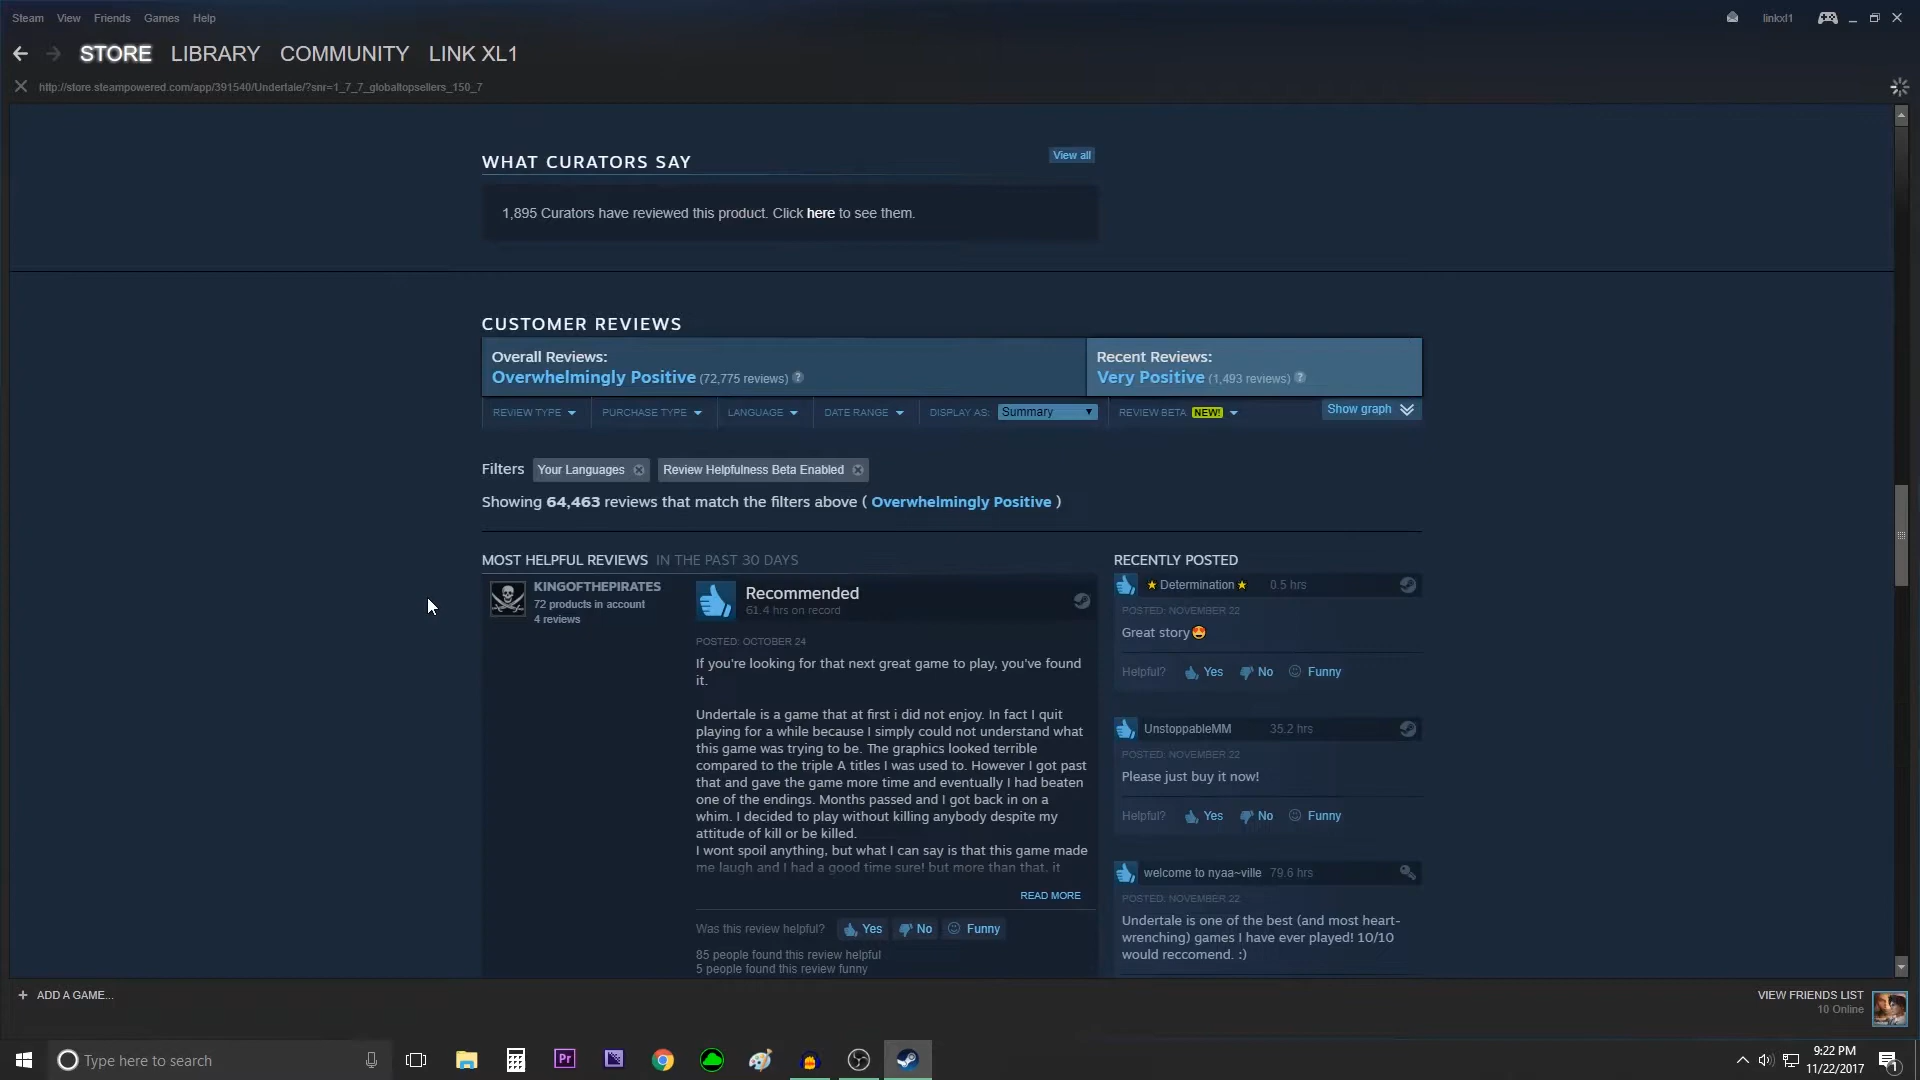 Steam View Friends Games Help
linkxl1
STORE LIBRARY COMMUNITY LINK XL1
http://store.steampowered.com/app/391540/Undertale/?snr=1_7_7_globaltopsellers_150_7
WHAT CURATORS SAY
View all
1,895 Curators have reviewed this product. Click here to see them.
CUSTOMER REVIEWS
Overall Reviews:
Overwhelmingly Positive (72,775 reviews) ?
Recent Reviews:
Very Positive (1,493 reviews) ?
REVIEW TYPE PURCHASE TYPE LANGUAGE DATE RANGE DISPLAY AS: Summary REVIEW BETA NEW! Show graph
Filters Your Languages Review Helpfulness Beta Enabled
Showing 64,463 reviews that match the filters above ( Overwhelmingly Positive )
MOST HELPFUL REVIEWS IN THE PAST 30 DAYS
KINGOFTHEPIRATES
72 products in account
4 reviews
Recommended
61.4 hrs on record
POSTED: OCTOBER 24
If you're looking for that next great game to play, you've found
it.
Undertale is a game that at first i did not enjoy. In fact I quit
playing for a while because I simply could not understand what
this game was trying to be. The graphics looked terrible
compared to the triple A titles I was used to. However I got past
that and gave the game more time and eventually I had beaten
one of the endings. Months passed and I got back in on a
whim. I decided to play without killing anybody despite my
attitude of kill or be killed.
I wont spoil anything, but what I can say is that this game made
me laugh and I had a good time sure! but more than that, it
READ MORE
Was this review helpful? Yes No Funny
85 people found this review helpful
5 people found this review funny
RECENTLY POSTED
★ Determination ★ 0.5 hrs
POSTED: NOVEMBER 22
Great story😍
Helpful? Yes No Funny
UnstoppableMM 35.2 hrs
POSTED: NOVEMBER 22
Please just buy it now!
Helpful? Yes No Funny
welcome to nyaa~ville 79.6 hrs
POSTED: NOVEMBER 22
Undertale is one of the best (and most heart-
wrenching) games I have ever played! 10/10
would reccomend. :)
+ ADD A GAME...
VIEW FRIENDS LIST
10 Online
Type here to search
Pr
9:22 PM
11/22/2017
1